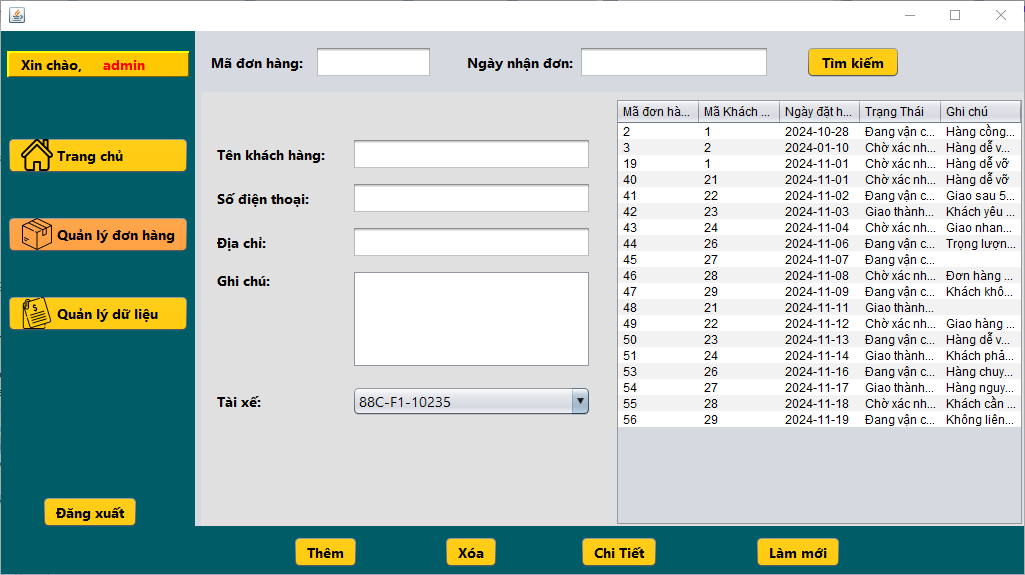 Xin chào, admin
Trang chủ
Quản lý đơn hàng
Quản lý dữ liệu
Đăng xuất
Mã đơn hàng:
Ngày nhận đơn:
Tìm kiếm
Tên khách hàng:
Số điện thoại:
Địa chỉ:
Ghi chú:
Tài xế: 88C-F1-10235
Mã đơn hà... Mã Khách ... Ngày đặt h... Trạng Thái Ghi chú
2 1 2024-10-28 Đang vận c... Hàng cồng...
3 2 2024-01-10 Chờ xác nh... Hàng dễ v...
19 1 2024-11-01 Chờ xác nh... Hàng dễ vỡ
40 21 2024-11-01 Chờ xác nh... Hàng dễ vỡ
41 22 2024-11-02 Đang vận c... Giao sau 5...
42 23 2024-11-03 Giao thành... Khách yêu ...
43 24 2024-11-04 Chờ xác nh... Giao nhan...
44 26 2024-11-06 Đang vận c... Trọng lượn...
45 27 2024-11-07 Đang vận c...
46 28 2024-11-08 Chờ xác nh... Đơn hàng ...
47 29 2024-11-09 Đang vận c... Khách khô...
48 21 2024-11-11 Giao thành...
49 22 2024-11-12 Chờ xác nh... Giao hàng ...
50 23 2024-11-13 Đang vận c... Hàng dễ v...
51 24 2024-11-14 Giao thành... Khách phả...
53 26 2024-11-16 Đang vận c... Hàng chuy...
54 27 2024-11-17 Giao thành... Hàng nguy...
55 28 2024-11-18 Chờ xác nh... Khách cần ...
56 29 2024-11-19 Đang vận c... Không liên...
Thêm
Xóa
Chi Tiết
Làm mới